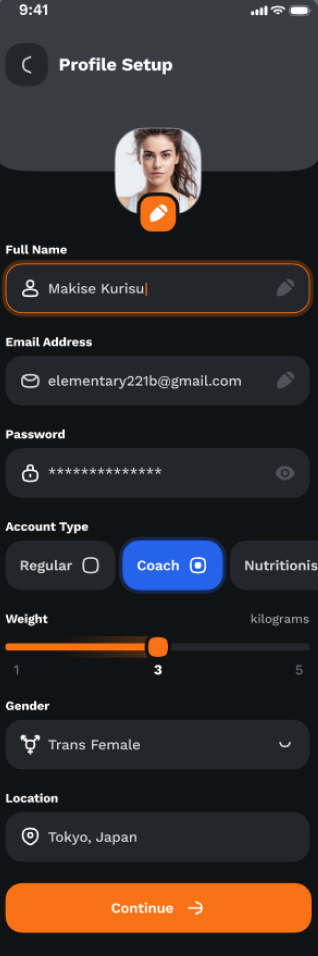 9:41
Profile Setup
Full Name
Makise Kurisu
Email Address
elementary221b@gmail.com
Password
**************
Account Type
Regular
Coach
Nutritionis
Weight kilograms
1 3 5
Gender
Trans Female
Location
Tokyo, Japan
Continue